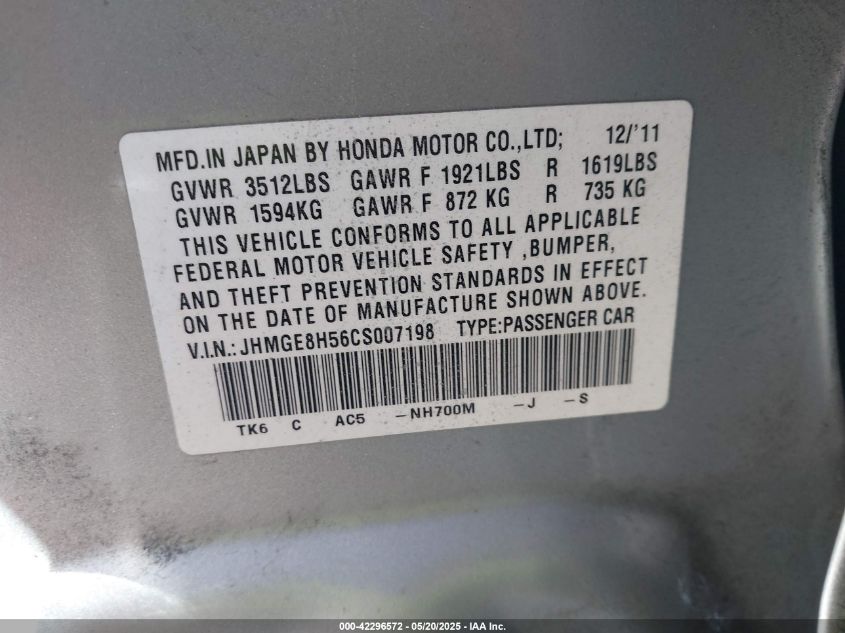 MFD.IN JAPAN BY HONDA MOTOR CO.,LTD; 12/'11
GVWR 3512LBS GAWR F 1921LBS R 1619LBS
GVWR 1594KG GAWR F 872 KG R 735 KG
THIS VEHICLE CONFORMS TO ALL APPLICABLE
FEDERAL MOTOR VEHICLE SAFETY ,BUMPER,
AND THEFT PREVENTION STANDARDS IN EFFECT
ON THE DATE OF MANUFACTURE SHOWN ABOVE.
V.I.N.: JHMGE8H56CS007198 TYPE:PASSENGER CAR
TK6 C AC5 -NH700M -J -S
000-42296572 - 05/20/2025 - IAA Inc.